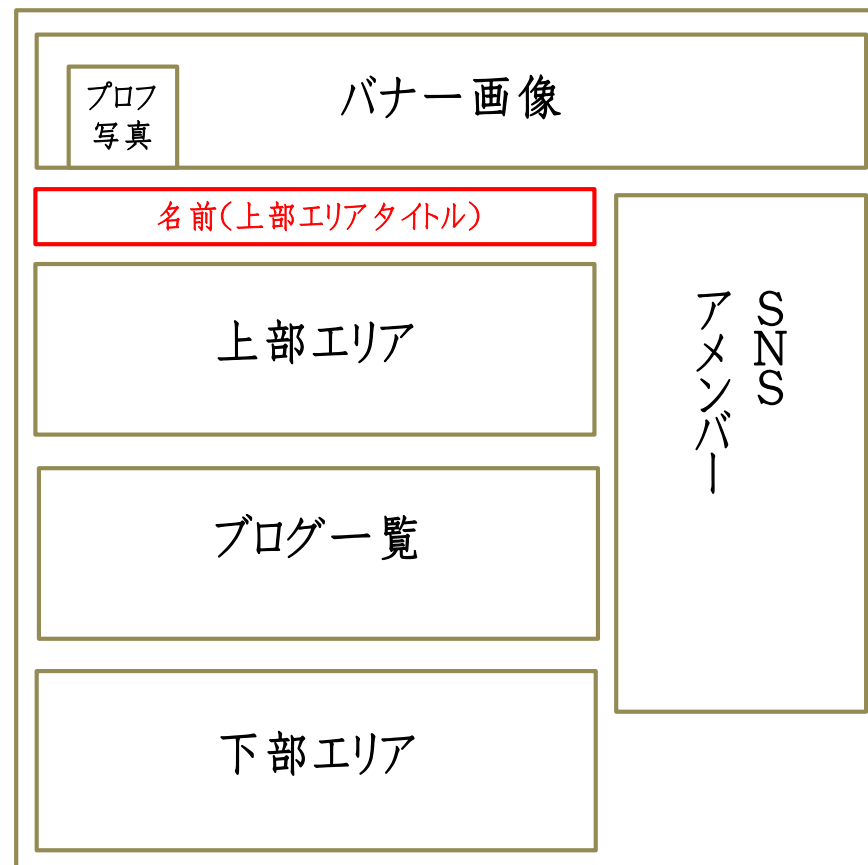 プロフ
写真
バナー画像
名前(上部エリアタイトル)
上部エリア
SNS
アメンバー
ブログ一覧
下部エリア